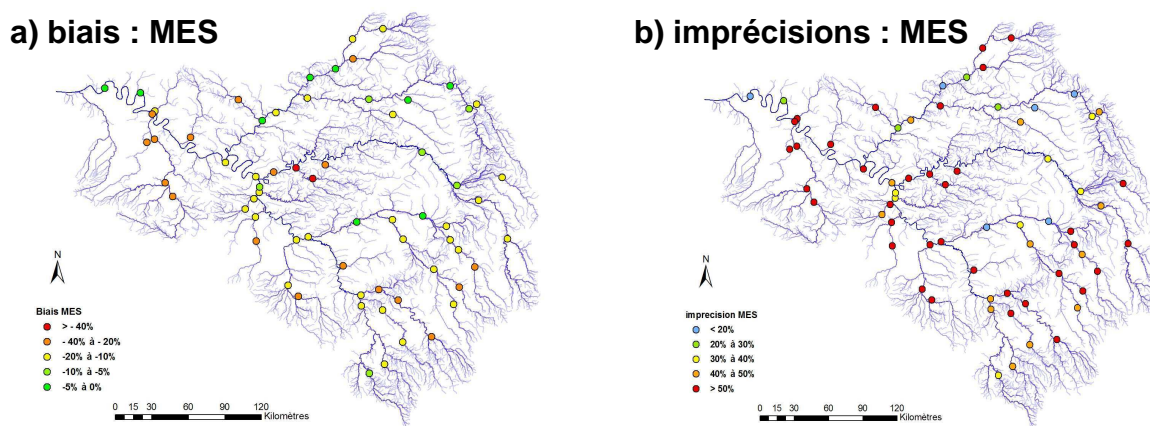 a) biais : MES
N
Biais MES
> - 40%
- 40% à - 20%
-20% à -10%
-10% à -5%
-5% à 0%
0 15 30 60 90 120
Kilomètres
b) imprécisions : MES
N
imprecision MES
< 20%
20% à 30%
30% à 40%
40% à 50%
> 50%
0 15 30 60 90 120
Kilomètres